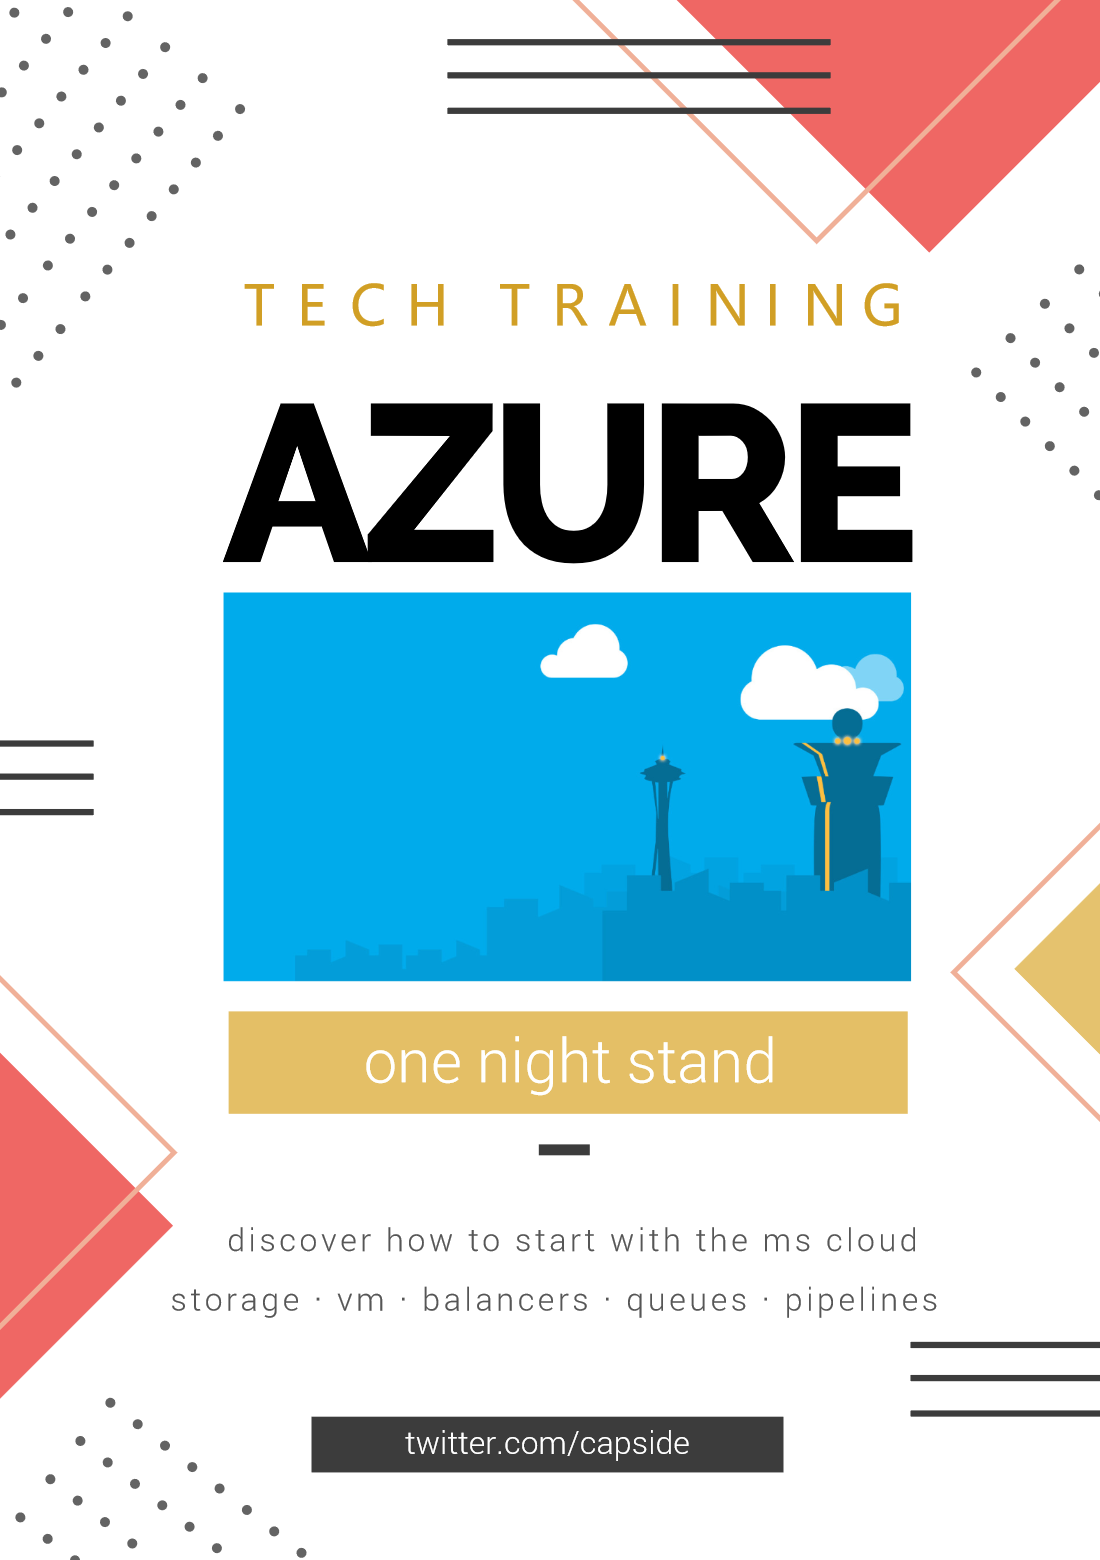 TECH TRAINING
AZURE
one night stand
discover how to start with the ms cloud
storage · vm · balancers · queues · pipelines
twitter.com/capside